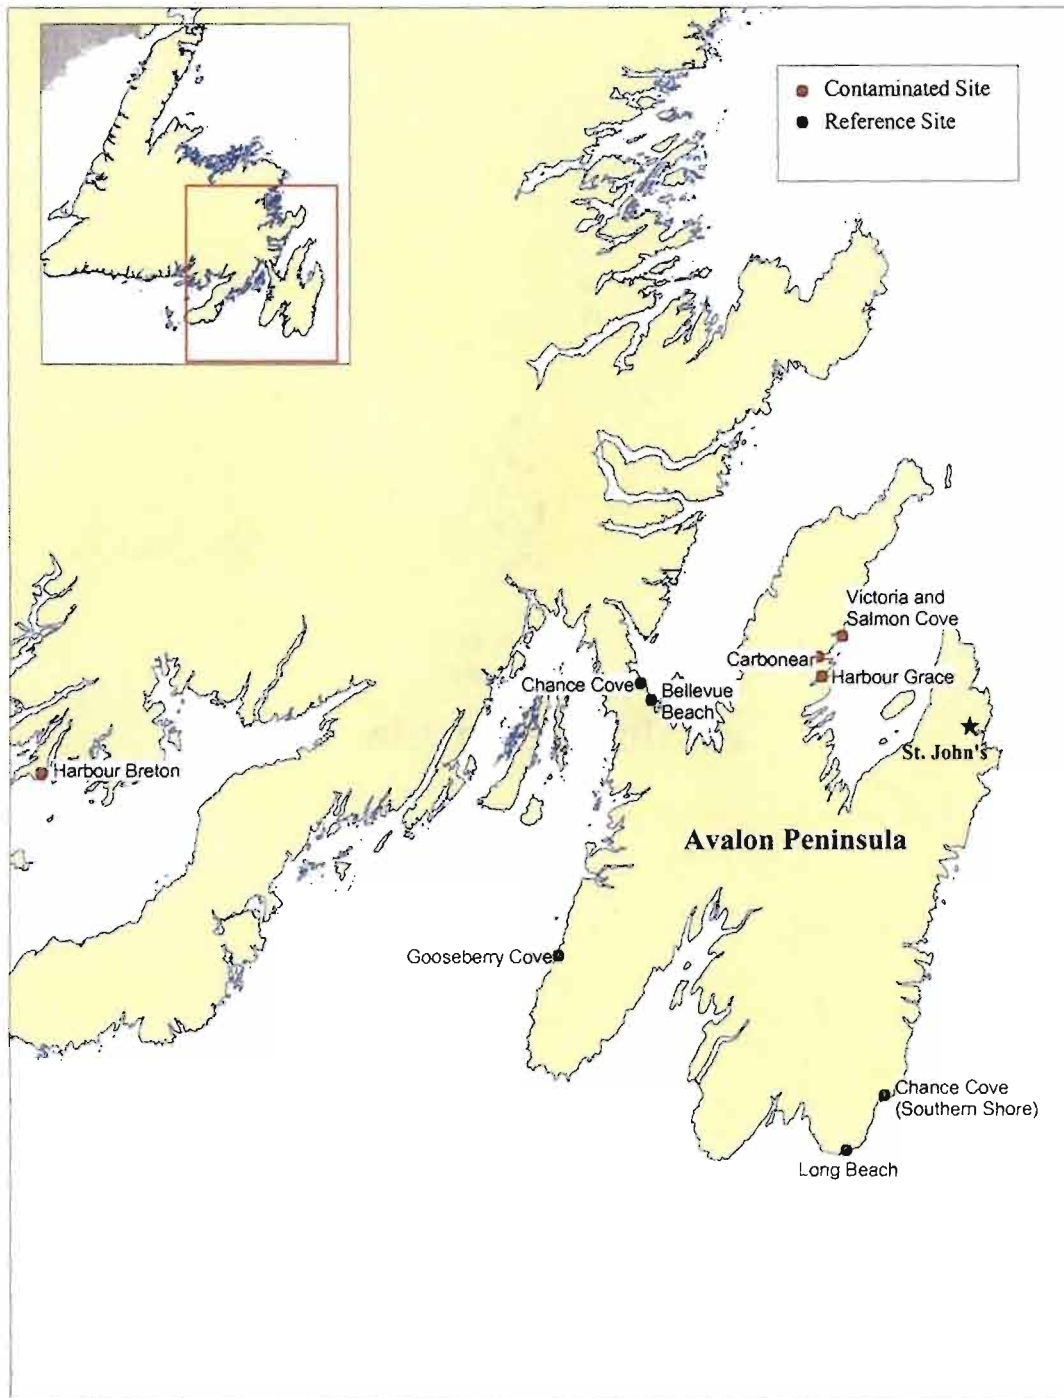 Contaminated Site
Reference Site
Victoria and
Salmon Cove
Carbonear
Harbour Grace
Chance Cove
Bellevue
Beach
St. John's
Harbour Breton
Avalon Peninsula
Gooseberry Cove
Chance Cove
(Southern Shore)
Long Beach